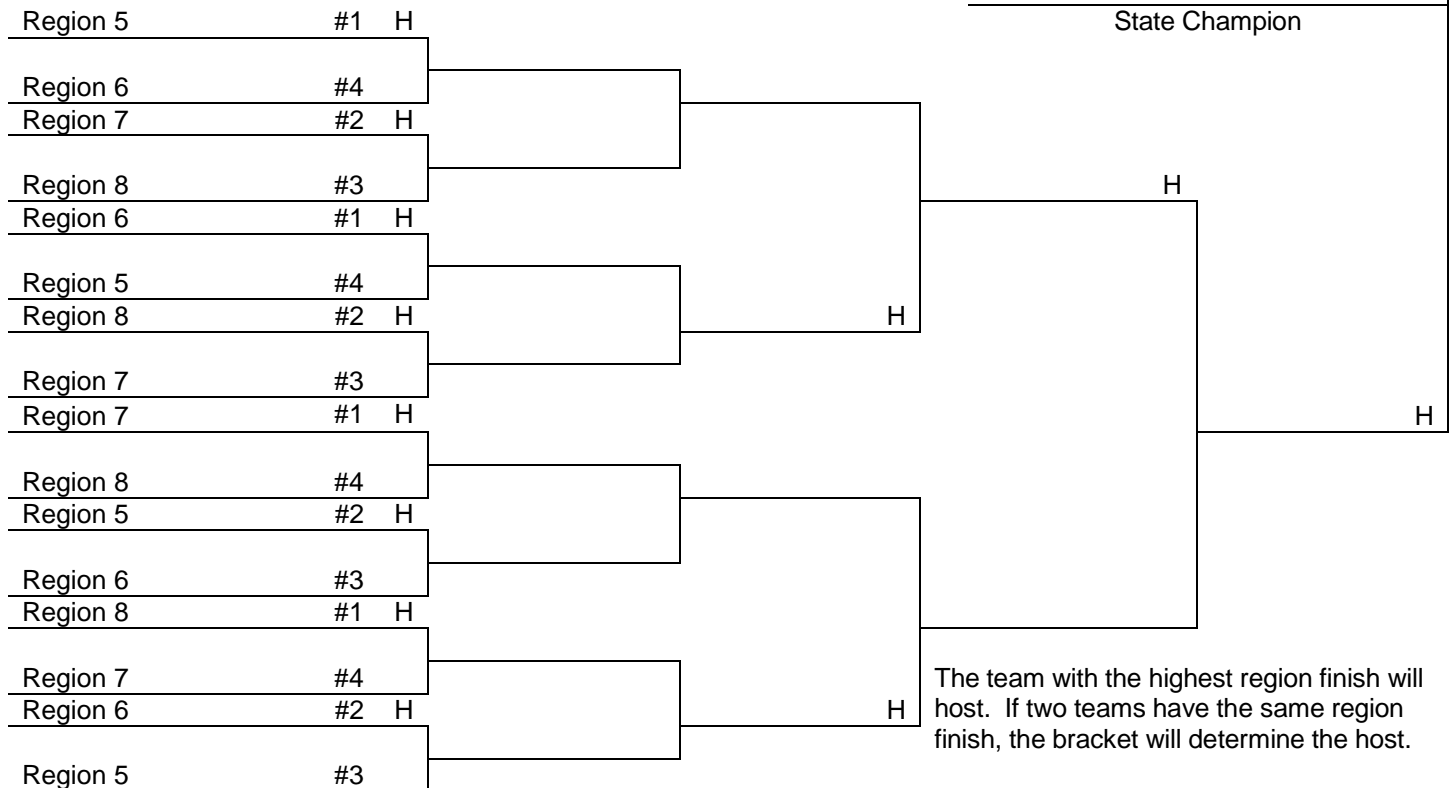 Region 5 #1 H
State Champion
Region 6 #4
Region 7 #2 H
Region 8 #3
H
Region 6 #1 H
Region 5 #4
Region 8 #2 H
H
Region 7 #3
Region 7 #1 H
H
Region 8 #4
Region 5 #2 H
Region 6 #3
Region 8 #1 H
Region 7 #4
Region 6 #2 H
H
Region 5 #3
The team with the highest region finish will
host. If two teams have the same region
finish, the bracket will determine the host.